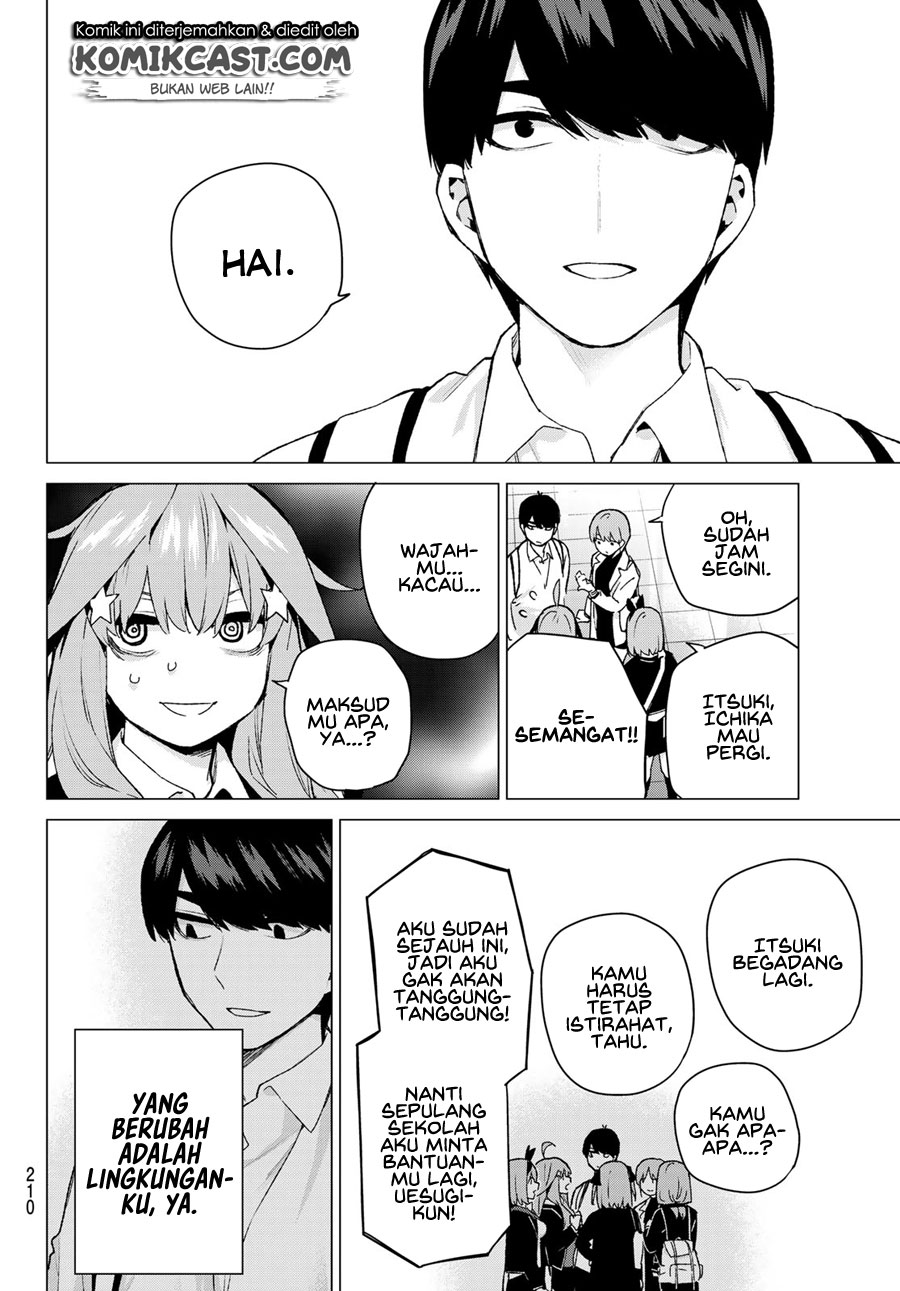 Komik ini diterjemahkan & diedit oleh
KOMIKCAST.COM
BUKAN WEB LAIN!!
HAI.
OH,
SUDAH
JAM
SEGINI.
ITSUKI,
ICHIKA
MAU
PERGI.
SE-
SEMANGAT!!
WAJAH-
MU...
KACAU...
MAKSUD
MU APA,
YA...?
ITSUKI
BEGADANG
LAGI.
KAMU
GAK APA-
APA...?
KAMU
HARUS
TETAP
ISTIRAHAT,
TAHU.
AKU SUDAH
SEJAUH INI,
JADI AKU
GAK AKAN
TANGGUNG-
TANGGUNG!
NANTI
SEPULANG
SEKOLAH
AKU MINTA
BANTUAN-
MU LAGI,
UESUGI-
KUN!
YANG
BERUBAH
ADALAH
LINGKUNGAN-
KU, YA.
210